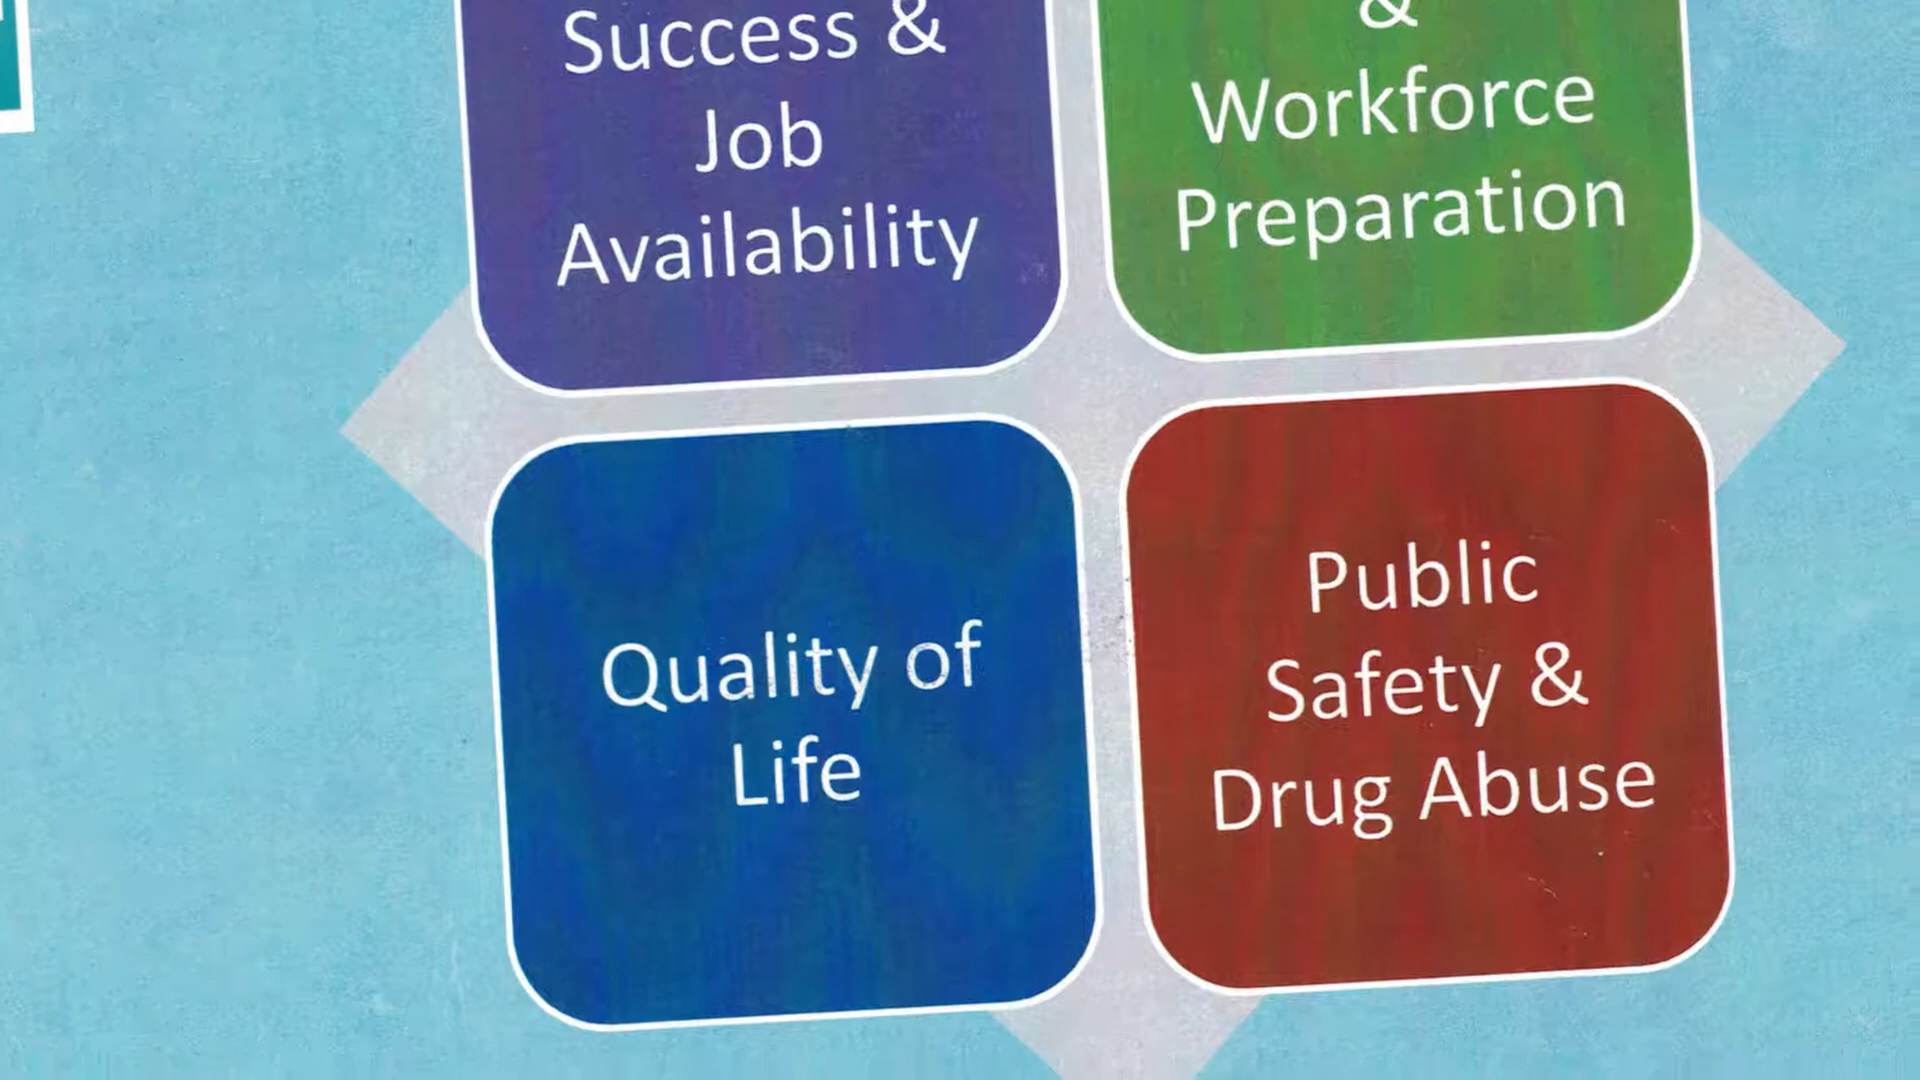 Success &
Job
Availability
&
Workforce
Preparation
Quality of
Life
Public
Safety &
Drug Abuse